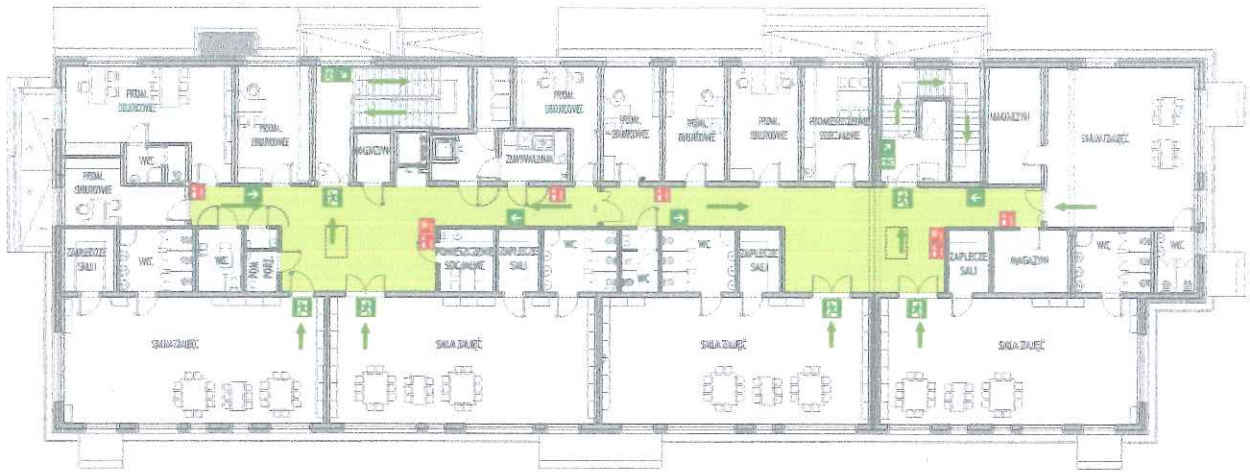 POM.
BIUROWE
WC
POM.
BIUROWE
POM.
BIUROWE
MAGAZYN
POM.
BIUROWE
ZMYWALNIA
POM.
BIUROWE
POM.
BIUROWE
POM.
BIUROWE
POMIESZCZENIE
SOCJALNE
MAGAZYN
SALA ZAJĘĆ
ZAPLECZE
SALI
WC
WC
POM.
PORZ.
POMIESZCZENIE
SOCJALNE
ZAPLECZE
SALI
WC
WC
WC
ZAPLECZE
SALI
ZAPLECZE
SALI
MAGAZYN
WC
WC
SALA ZAJĘĆ
SALA ZAJĘĆ
SALA ZAJĘĆ
SALA ZAJĘĆ